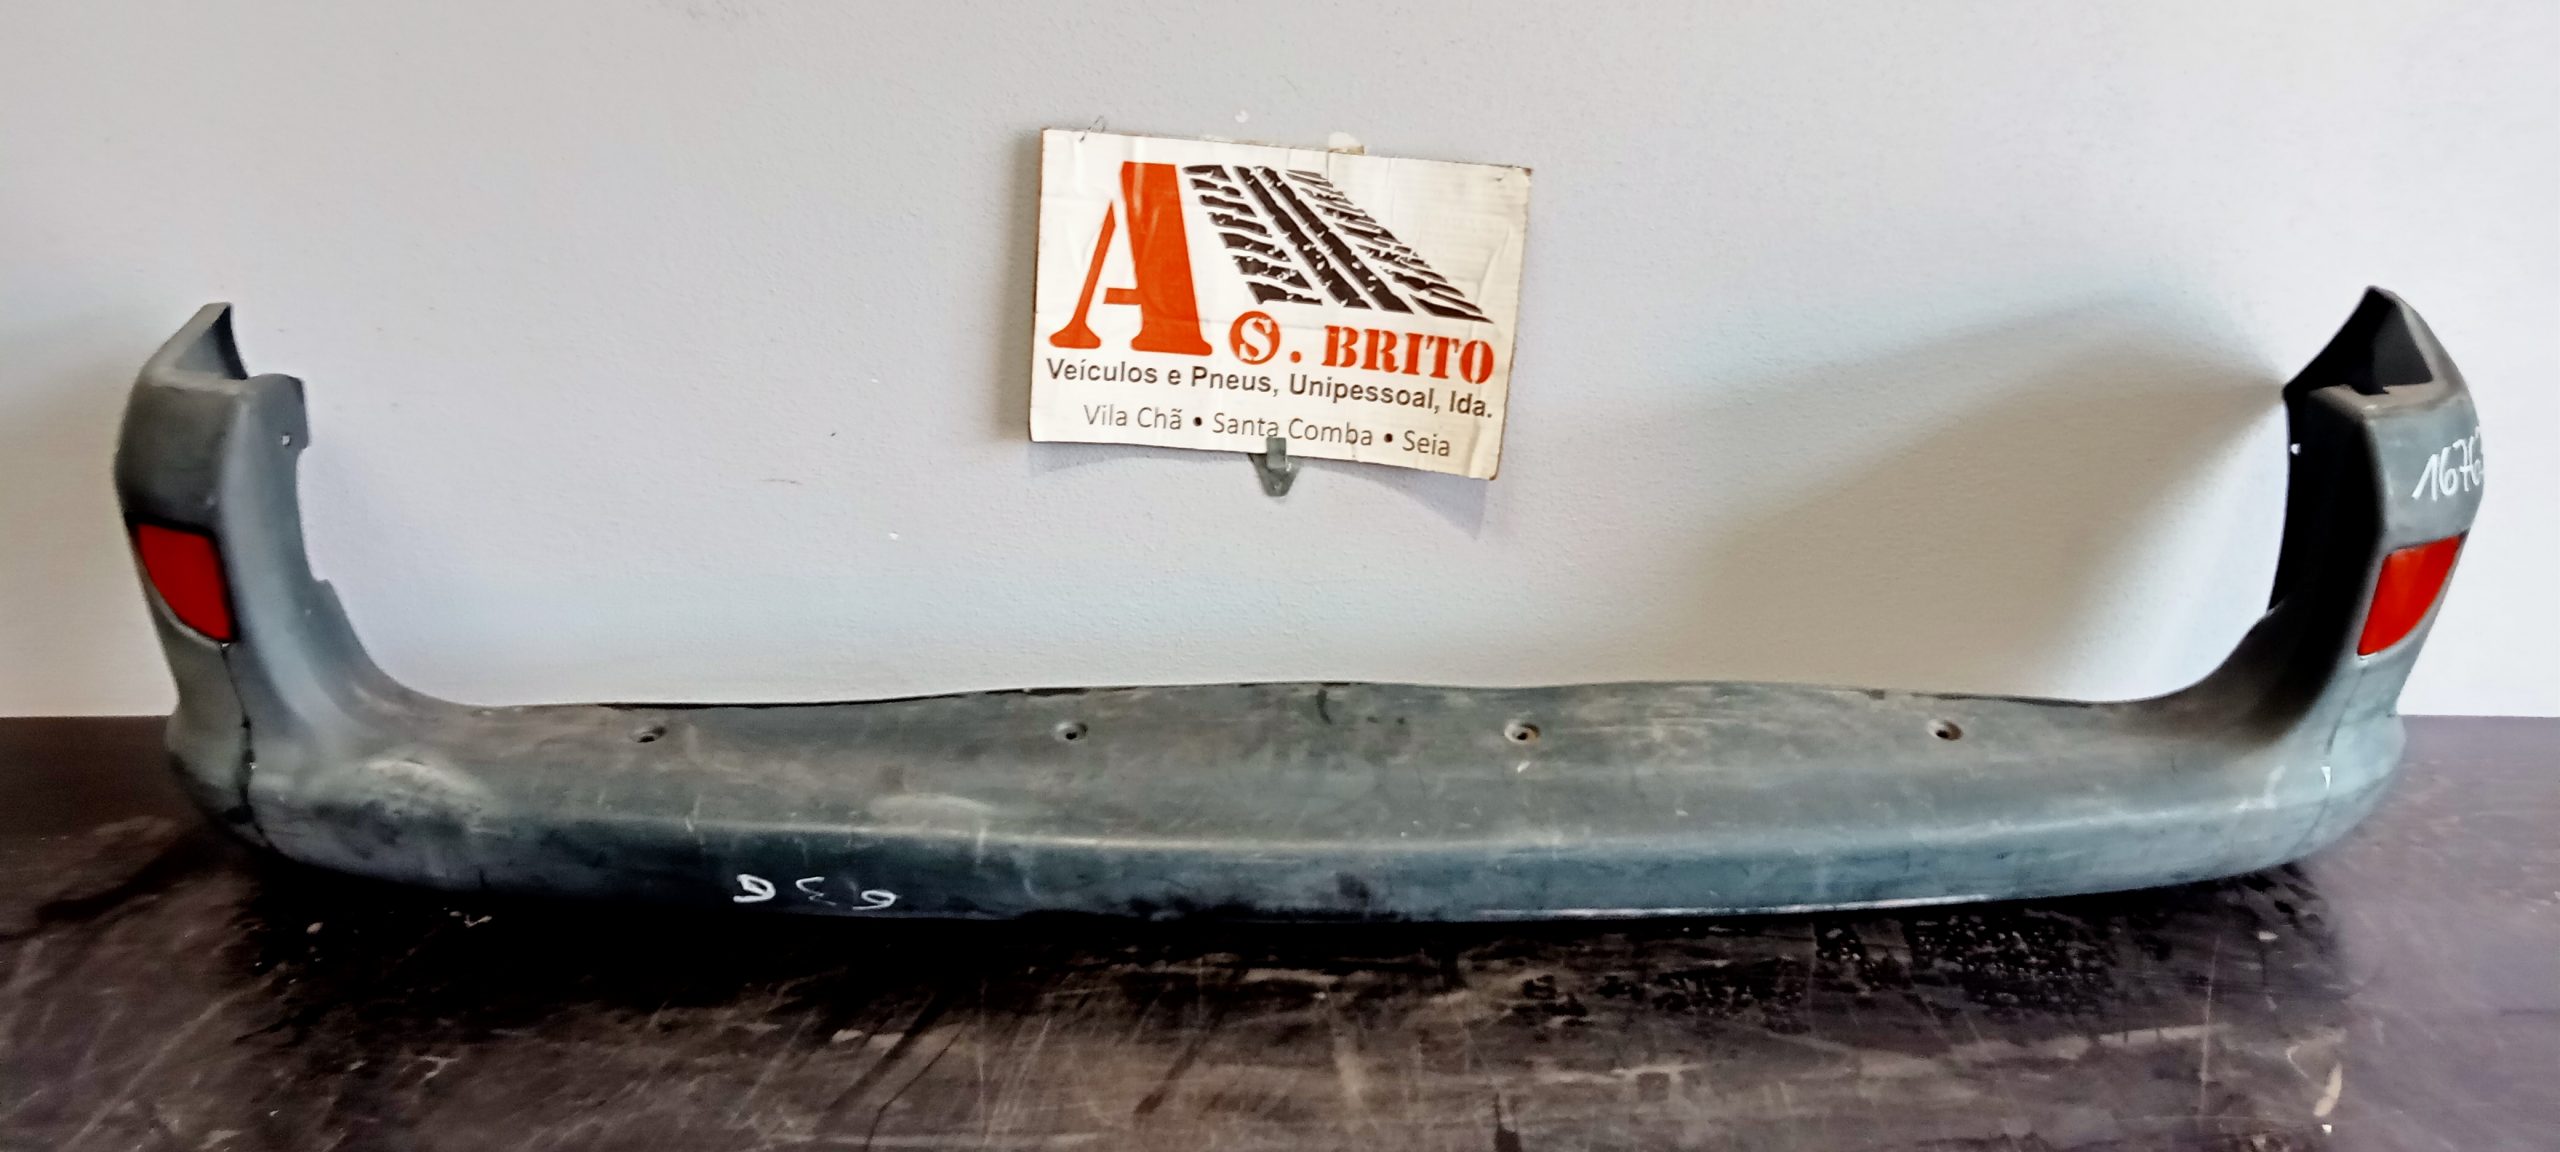 A S. BRITO
Veículos e Pneus, Unipessoal, lda.
Vila Chã • Santa Comba • Seia